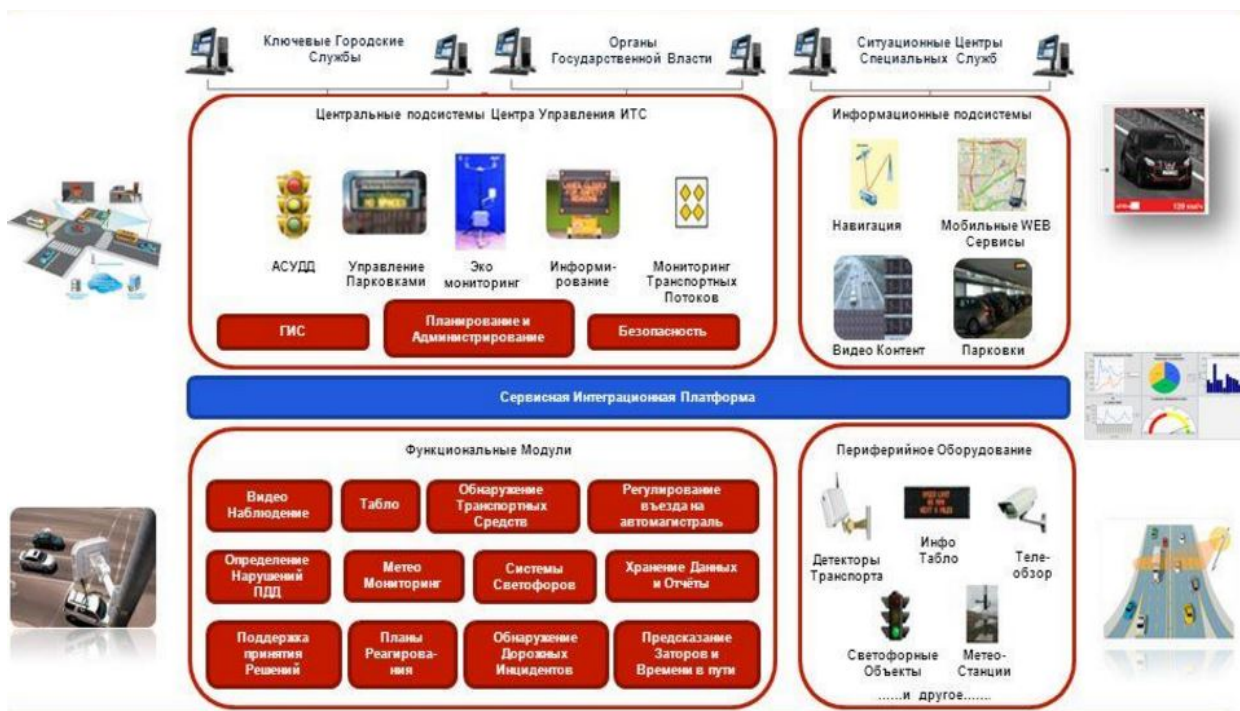 Ключевые Городские
Службы
Органы
Государственной Власти
Ситуационные Центры
Специальных Служб
Центральные подсистемы Центра Управления ИТС
АСУДД
Управление
Парковками
Эко
мониторинг
Информи-
рование
Мониторинг
Транспортных
Потоков
ГИС
Планирование и
Администрирование
Безопасность
Информационные подсистемы
Навигация
Мобильные WEB
Сервисы
Видео Контент
Парковки
Сервисная Интеграционная Платформа
Функциональные Модули
Видео
Наблюдение
Табло
Обнаружение
Транспортных
Средств
Регулирование
въезда на
автомагистраль
Определение
Нарушений
ПДД
Метео
Мониторинг
Системы
Светофоров
Хранение Данных
и Отчёты
Поддержка
принятия
Решений
Планы
Реагирова-
ния
Обнаружение
Дорожных
Инцидентов
Предсказание
Заторов и
Времени в пути
Периферийное Оборудование
Детекторы
Транспорта
Инфо
Табло
Теле-
обзор
Светофорные
Объекты
Метео-
Станции
......и другое.......